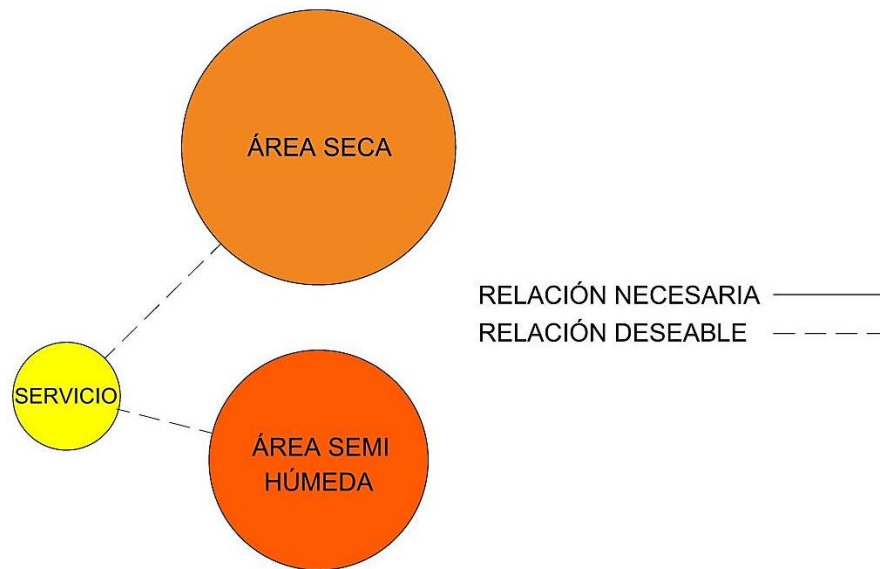 ÁREA SECA
RELACIÓN NECESARIA
RELACIÓN DESEABLE
SERVICIO
ÁREA SEMI
HÚMEDA